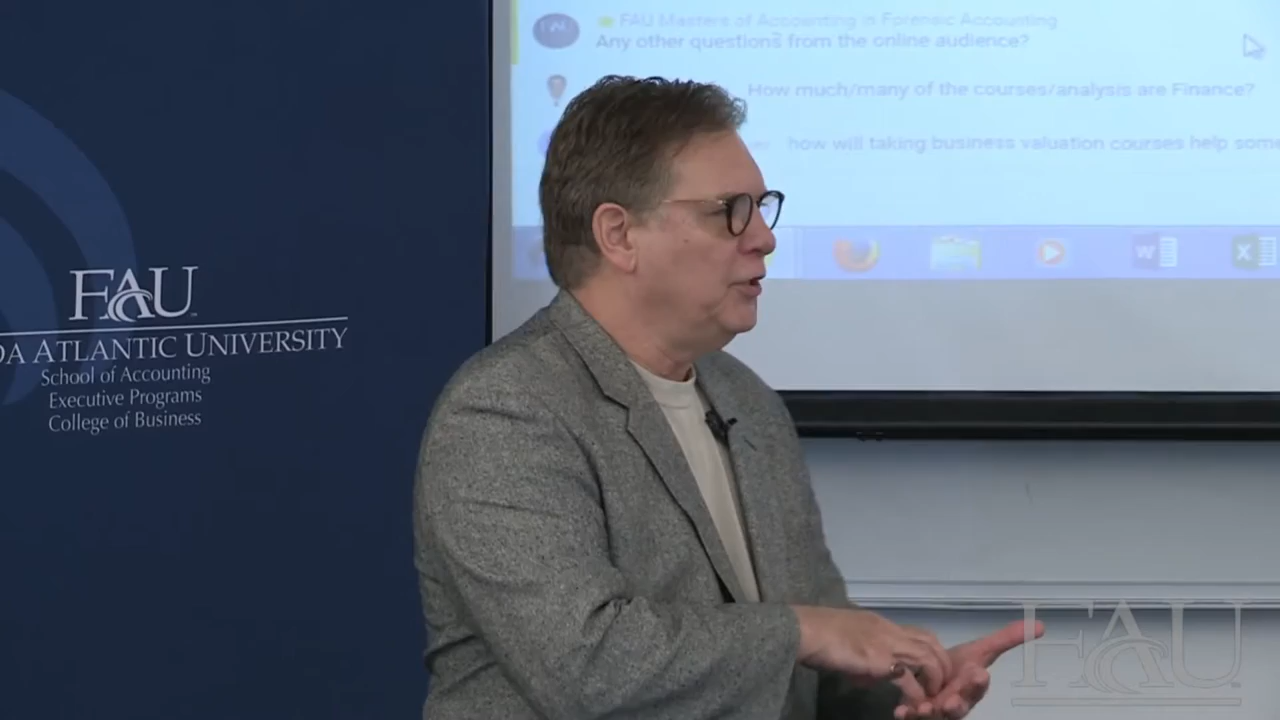 FAU
DA ATLANTIC UNIVERSITY
School of Accounting
Executive Programs
College of Business
FAU Masters of Accounting in Forensic Accounting
Any other questions from the online audience?
How much/many of the courses/analysis are Finance?
how will taking business valuation courses help some
W
X
FAU